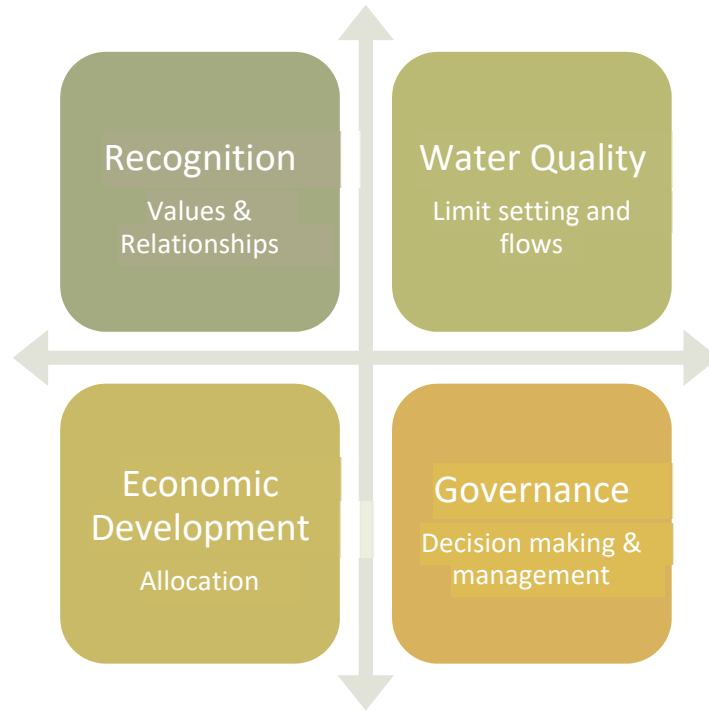 Recognition
Values &
Relationships
Water Quality
Limit setting and
flows
Economic
Development
Allocation
Governance
Decision making &
management